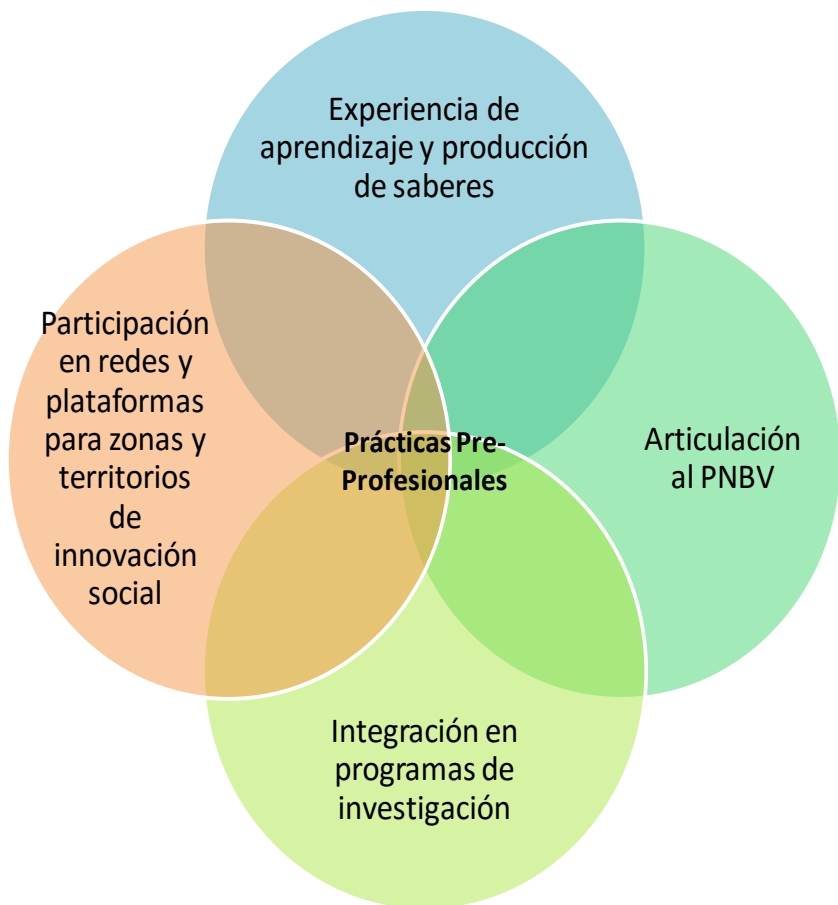 Experiencia de
aprendizaje y producción
de saberes
Participación
en redes y
plataformas
para zonas y
territorios
de
innovación
social
Prácticas Pre-
Profesionales
Articulación
al PNBV
Integración en
programas de
investigación